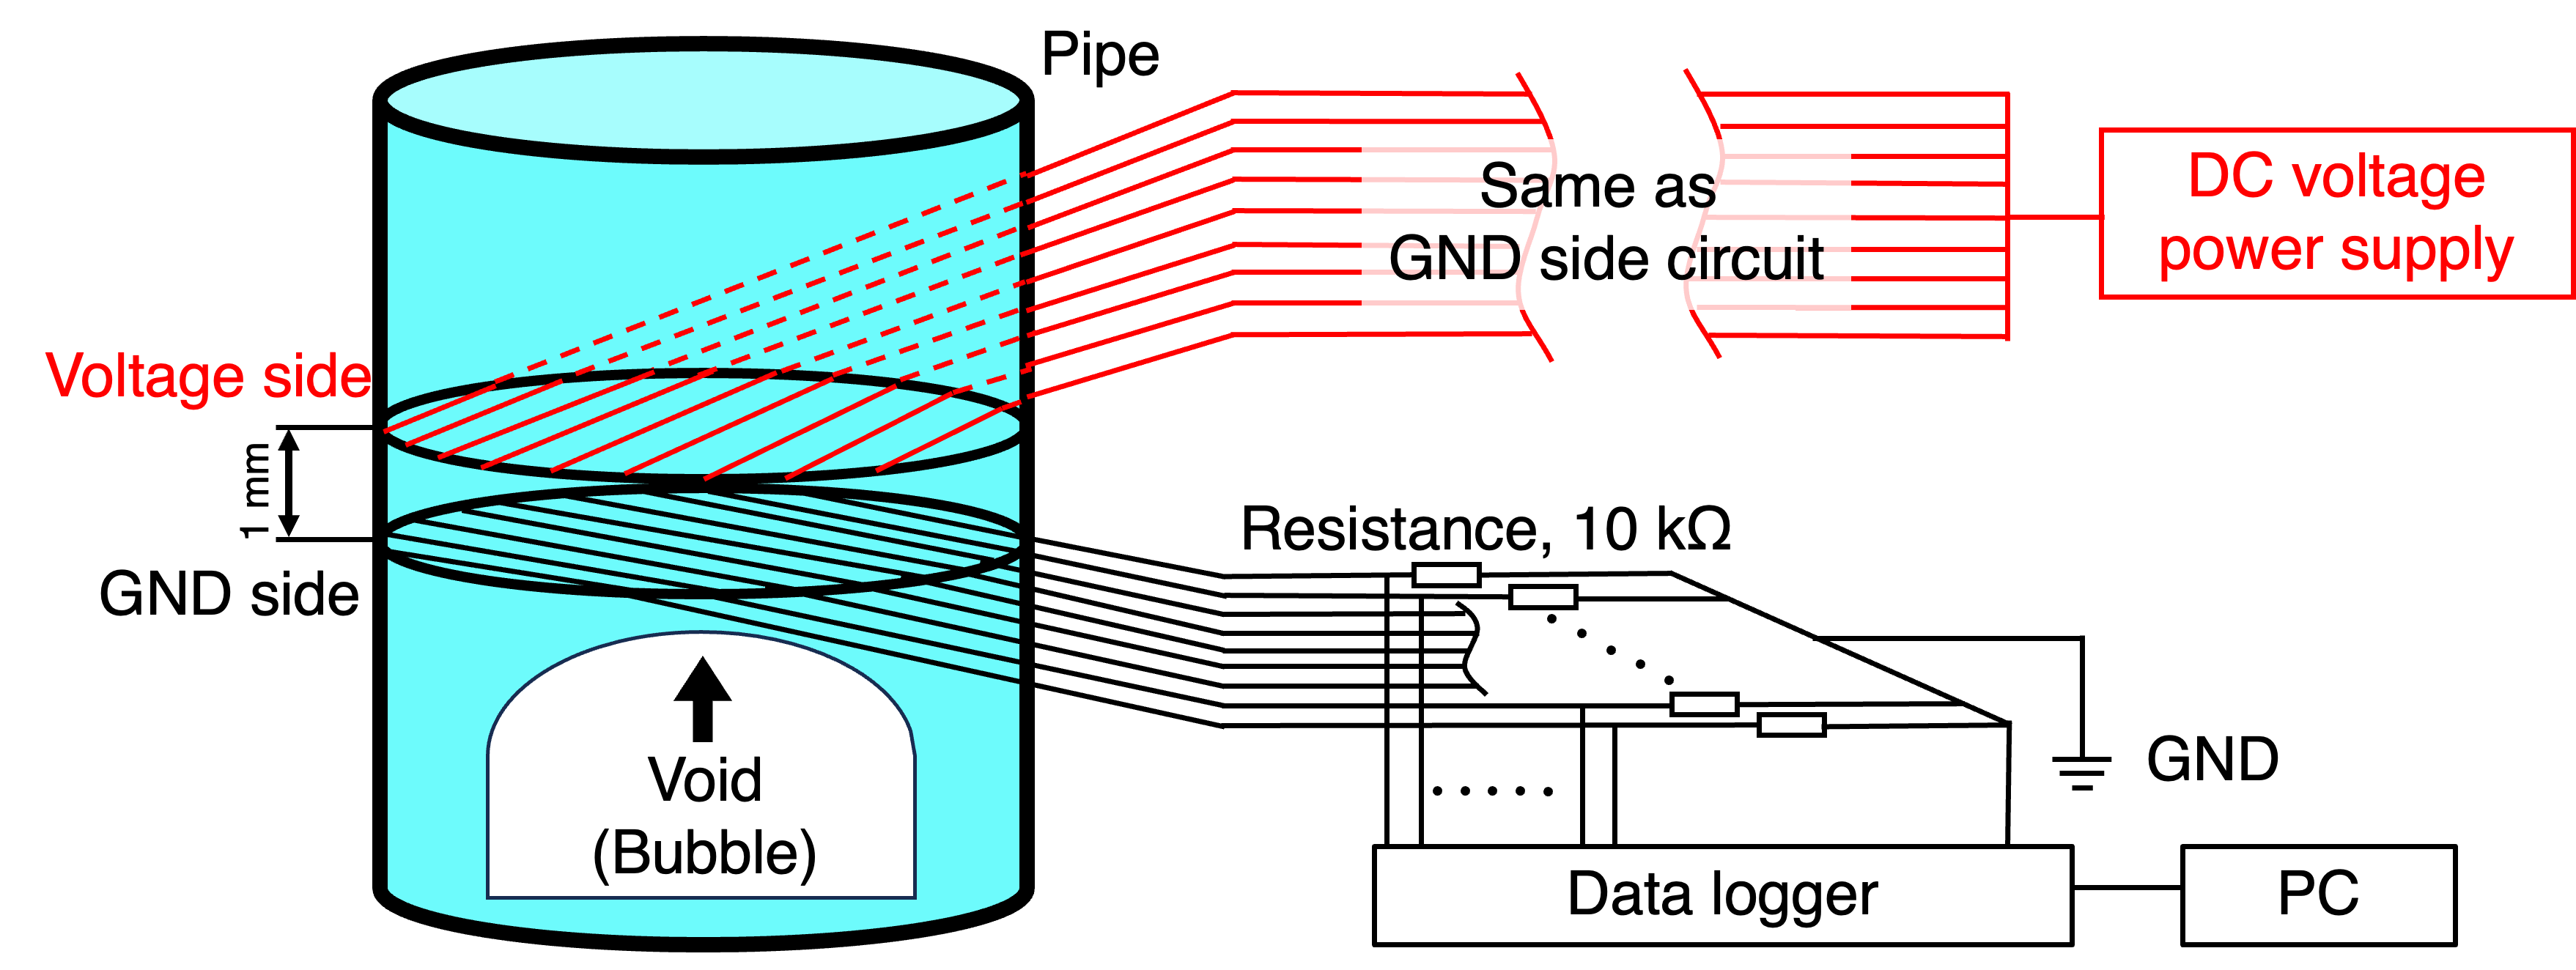 Pipe
Same as
GND side circuit
DC voltage
power supply
Voltage side
1 mm
GND side
Resistance, 10 kΩ
Void
(Bubble)
GND
Data logger
PC